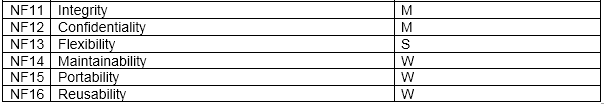 NF11 Integrity M
NF12 Confidentiality M
NF13 Flexibility S
NF14 Maintainability W
NF15 Portability W
NF16 Reusability W